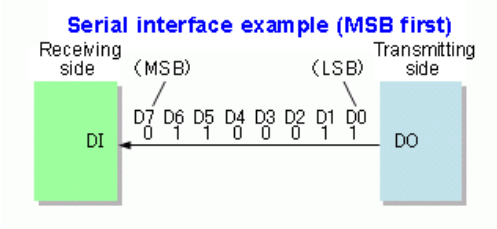 Serial interface example (MSB first)
Receiving side
Transmitting side
(MSB)
(LSB)
D7 D6 D5 D4 D3 D2 D1 D0
0 1 1 0 0 0 1 1
DI
DO